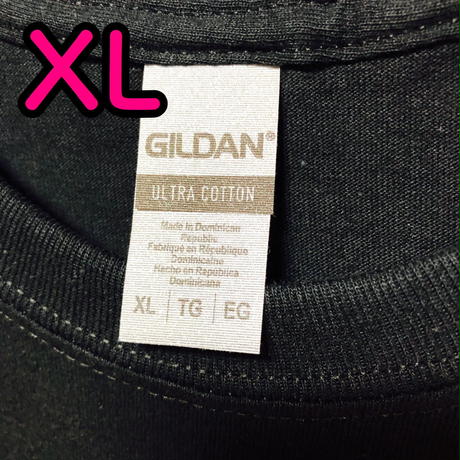 XL
GILDAN®
ULTRA COTTON
Made in Dominican
Republic
Fabriqué en République
Dominicaine
Hecho en República
Dominicana
XL | TG | EG